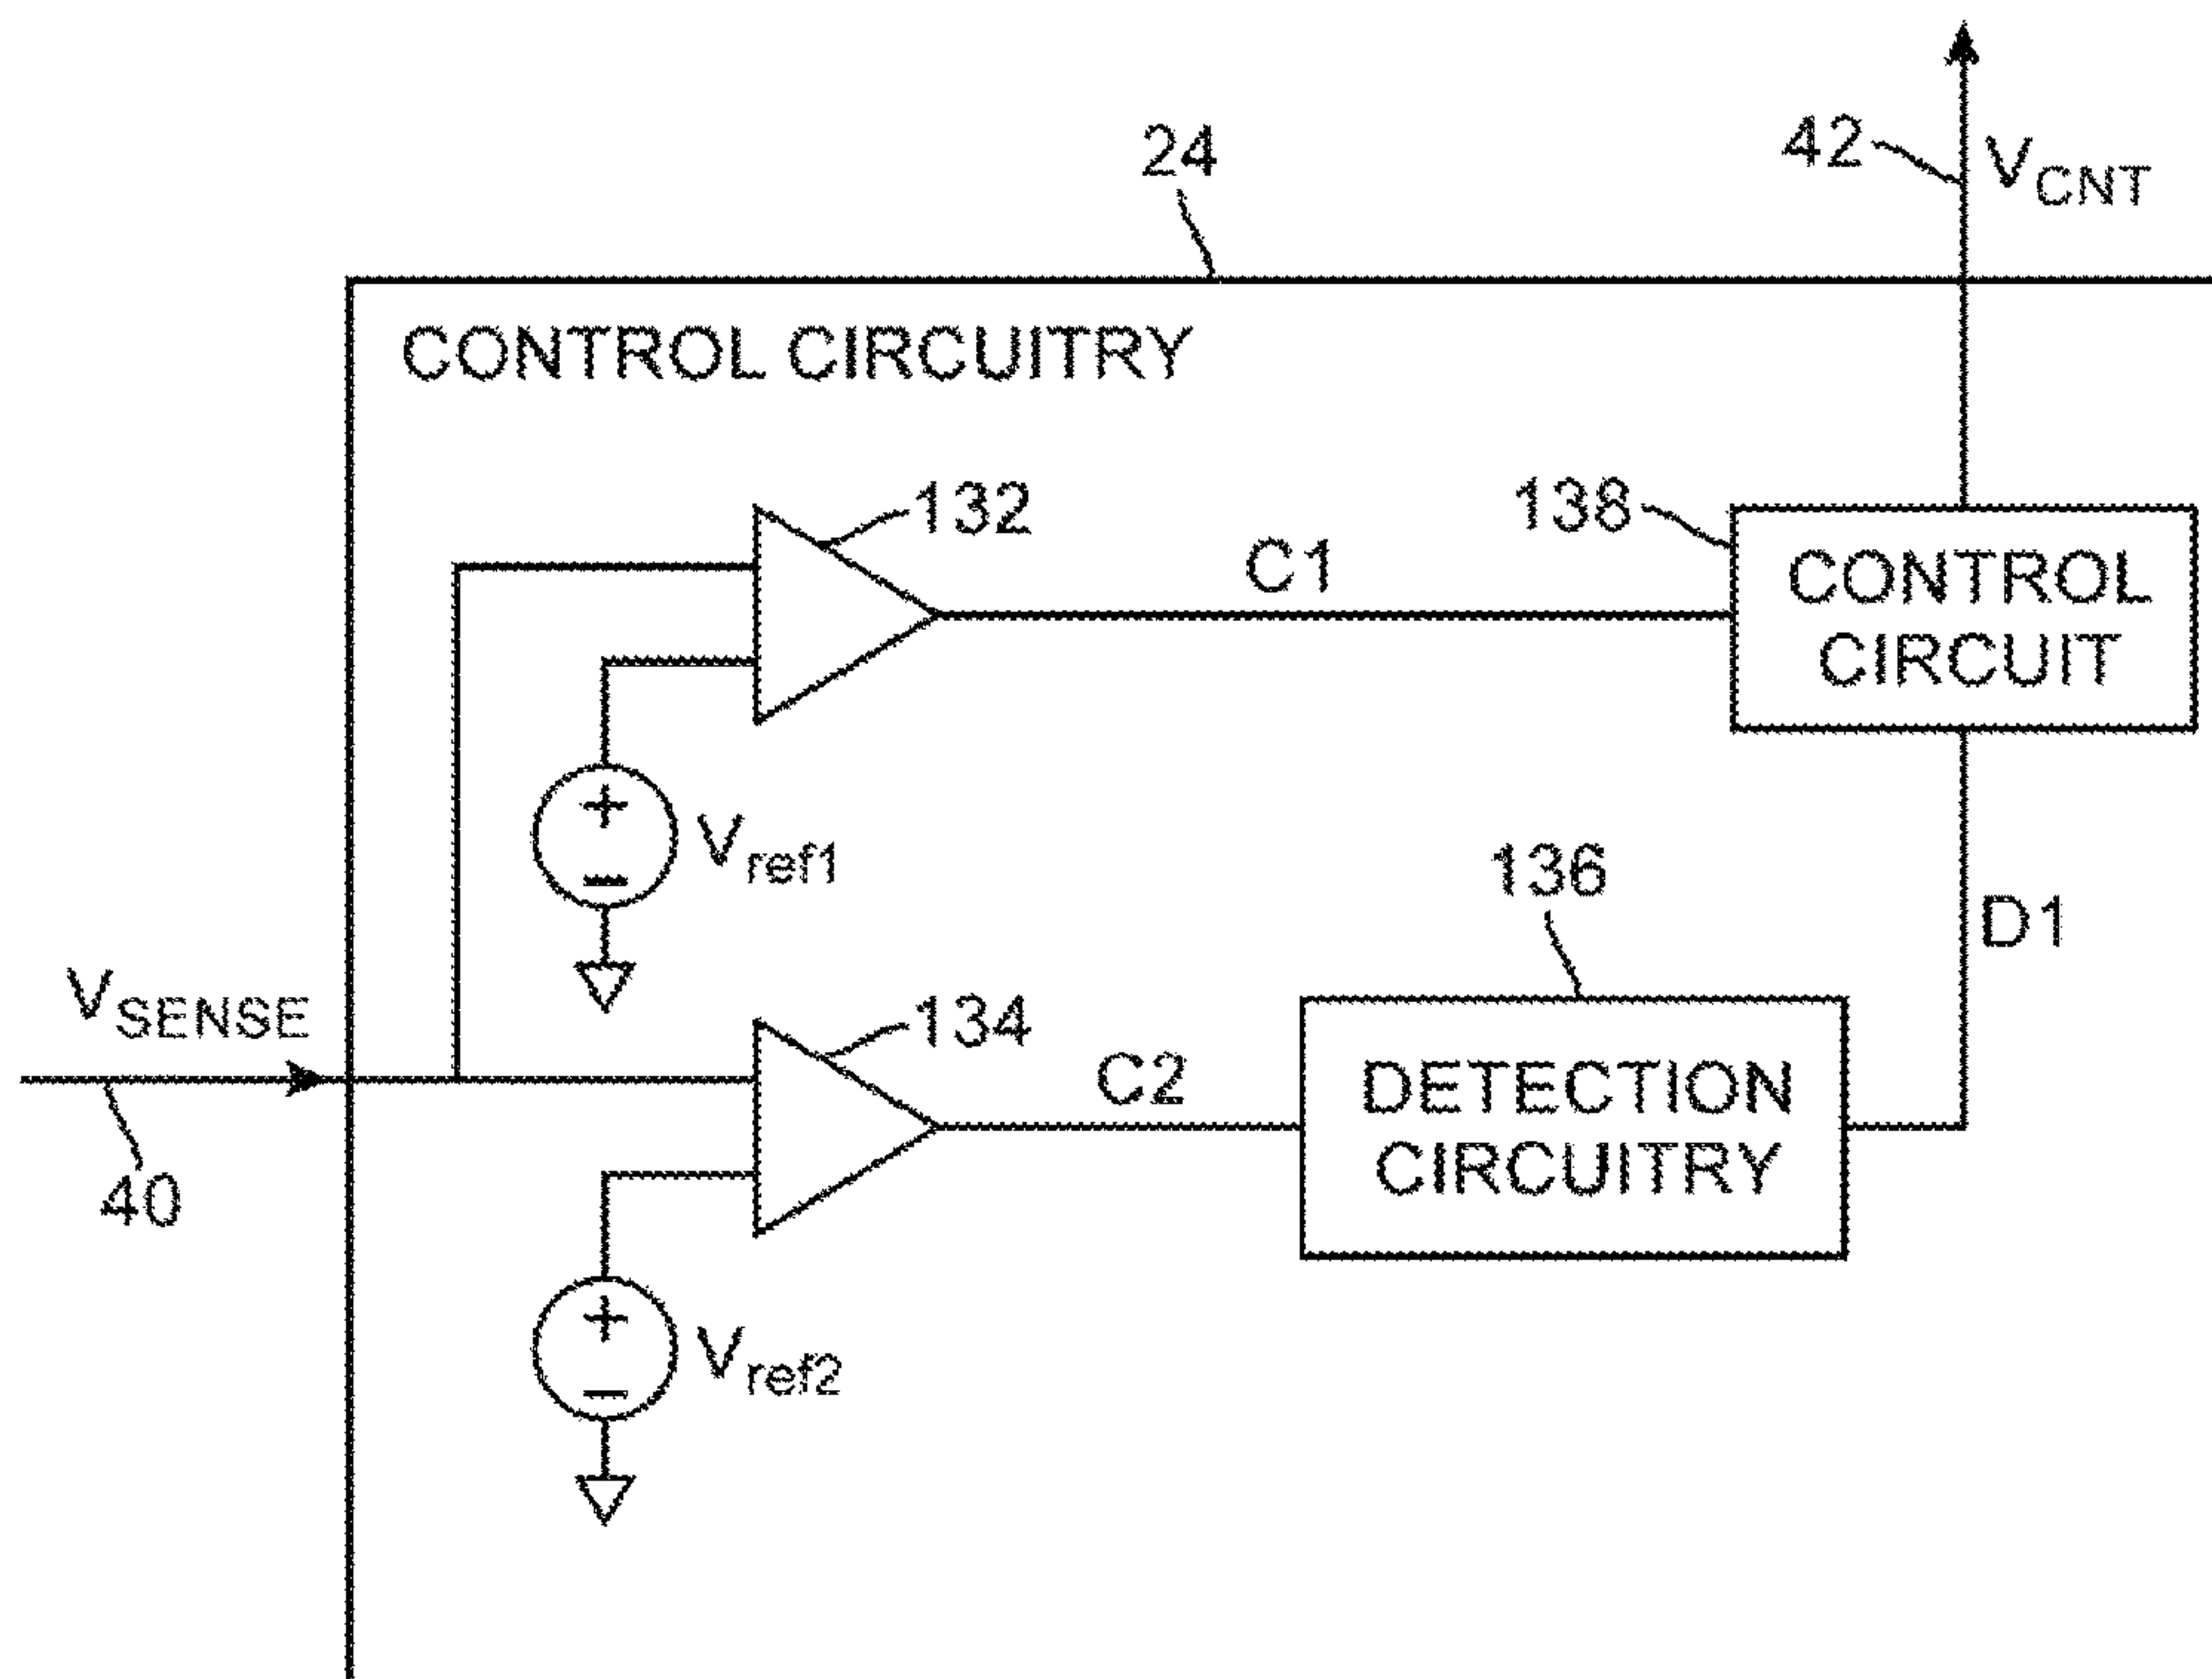 24
42
VCNT
CONTROL CIRCUITRY
132
C1
138
CONTROL
CIRCUIT
+
−
Vref1
136
D1
VSENSE
40
134
C2
DETECTION
CIRCUITRY
+
−
Vref2